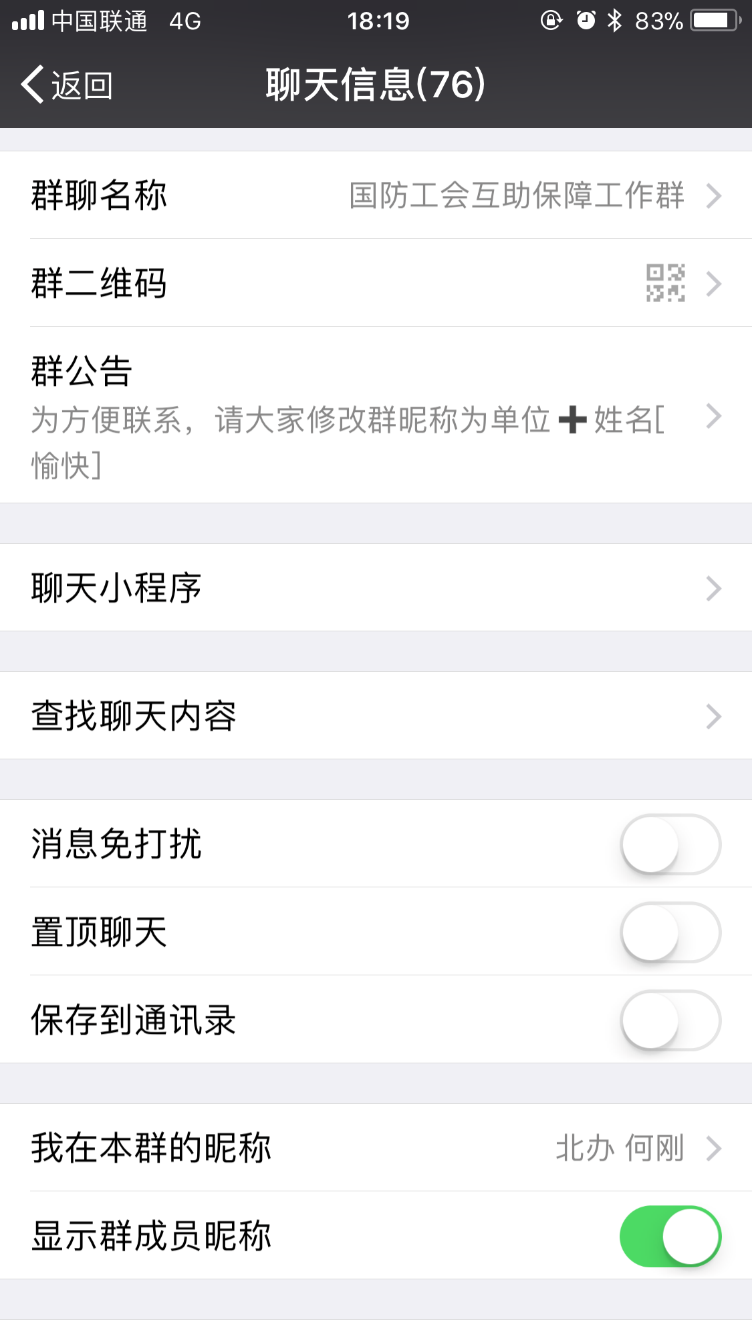 中国联通 4G 18:19 83%
返回 聊天信息(76)
群聊名称 国防工会互助保障工作群
群二维码
群公告
为方便联系，请大家修改群昵称为单位➕姓名[
愉快]
聊天小程序
查找聊天内容
消息免打扰
置顶聊天
保存到通讯录
我在本群的昵称 北办 何刚
显示群成员昵称